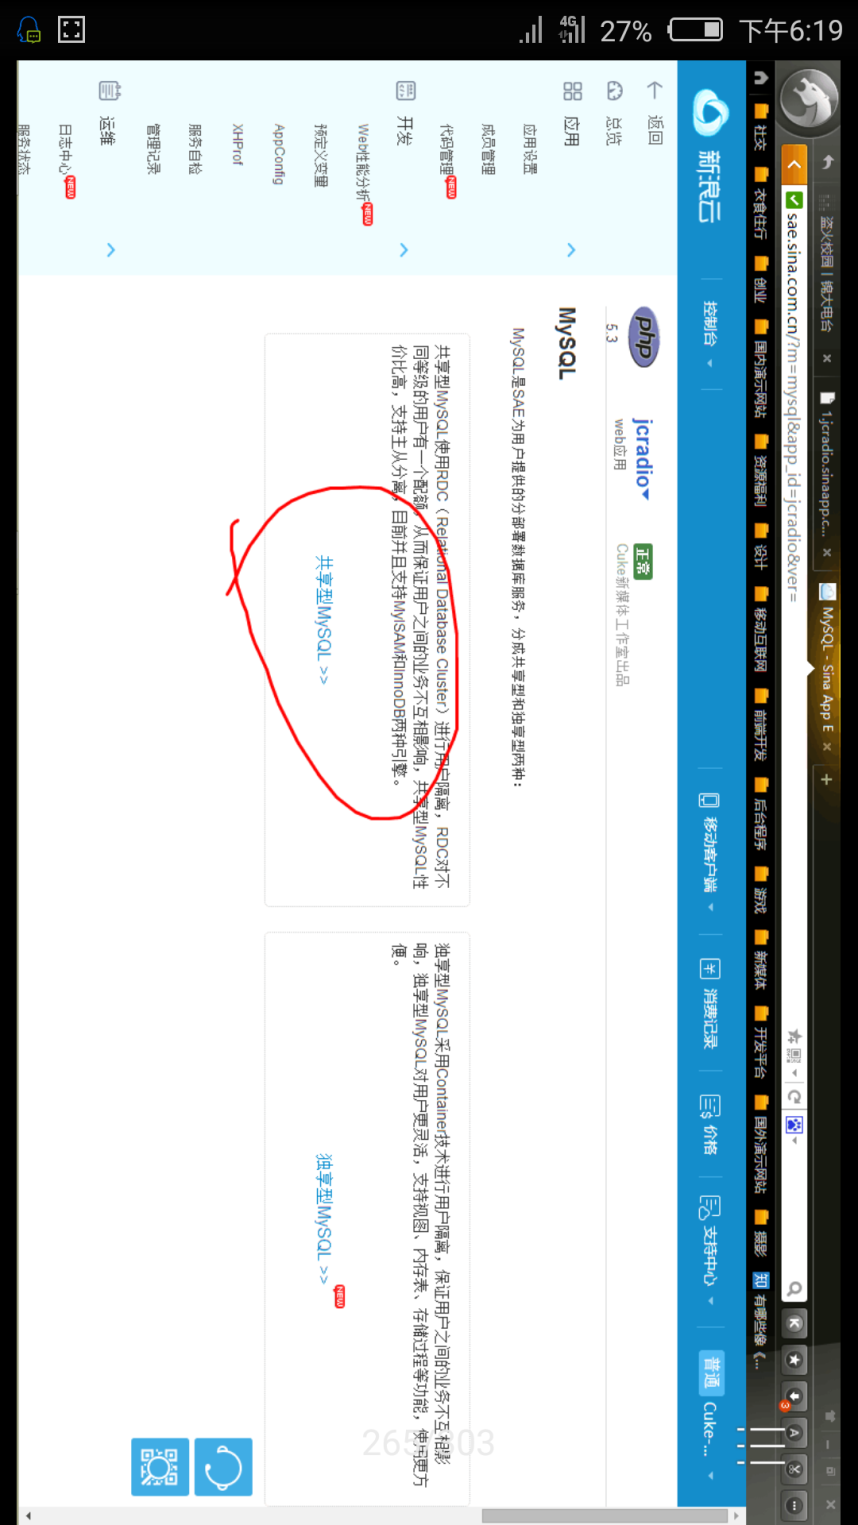 4G 27% 下午6:19
盗火校园 | 锦大电台
1.jcradio.sinaapp.c...
MySQL - Sina App E
sae.sina.com.cn/?m=mysql&app_id=jcradio&ver=
社交 衣食住行 创业 国内演示网站 资源福利 设计 移动互联网 前端开发 后台程序 游戏 新媒体 开发平台 国外演示网站 摄影 知 有哪些像《...
新浪云 控制台 移动客户端 消费记录 价格 支持中心 普通 Cuke-...
返回
总览
应用
应用设置
成员管理
代码管理 NEW
开发
Web性能分析 NEW
预定义变量
AppConfig
XHProf
服务自检
管理记录
运维
日志中心 NEW
服务状态
php
5.3
jcradio
web应用
正常
Cuke新媒体工作室出品
MySQL
MySQL是SAE为用户提供的分部署数据库服务，分成共享型和独享型两种：
共享型MySQL使用RDC（Relational Database Cluster）进行用户隔离，RDC对不
同等级的用户有一个配额，从而保证用户之间的业务不互相影响，共享型MySQL性
价比高，支持主从分离，目前并且支持MyISAM和InnoDB两种引擎。
共享型MySQL >>
独享型MySQL采用Container技术进行用户隔离，保证用户之间的业务不互相影
响，独享型MySQL对用户更灵活，支持视图、内存表、存储过程等功能，使用更方
便。
独享型MySQL >> NEW
3